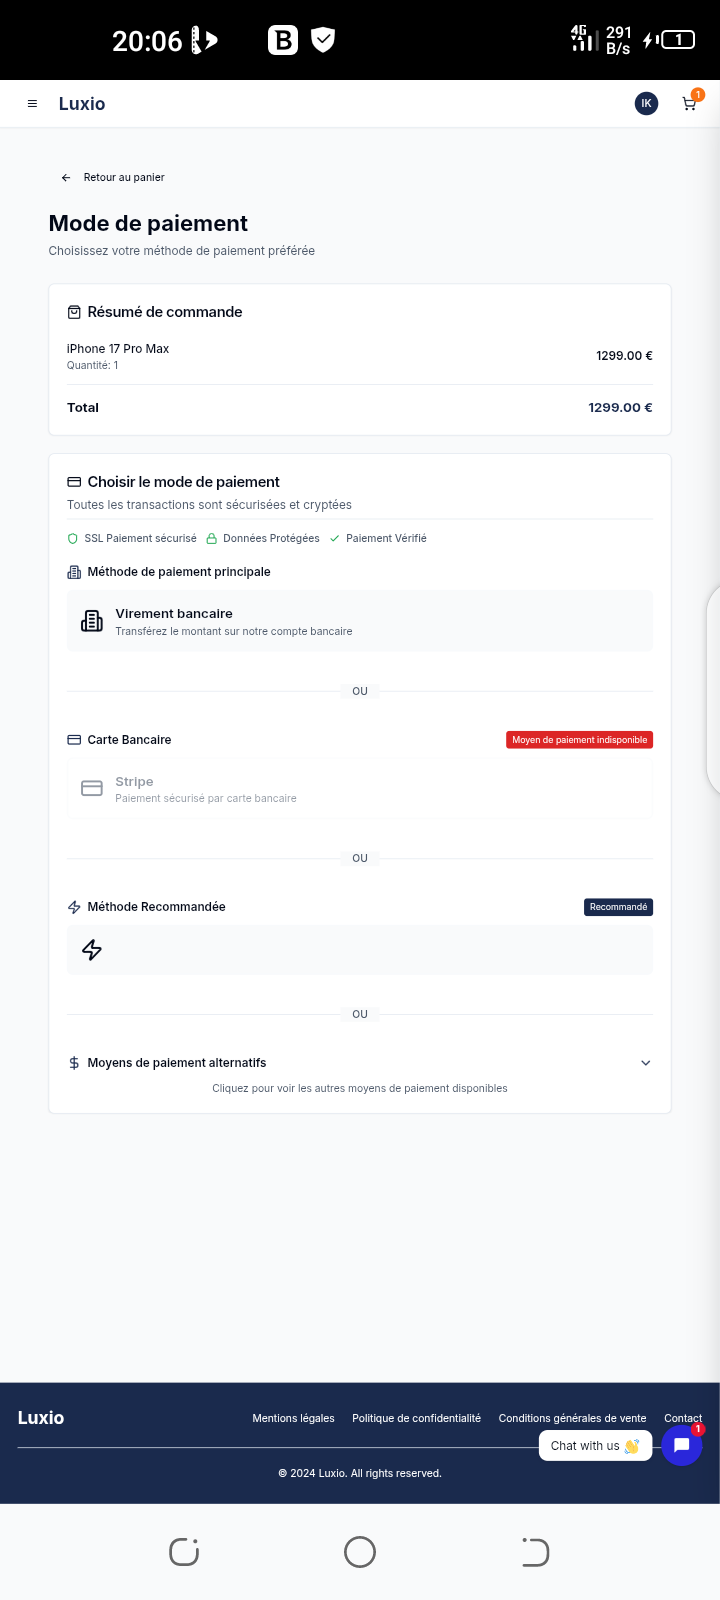 20:06
B
4G
291
B/s
1
Luxio
IK
1
Retour au panier
Mode de paiement
Choisissez votre méthode de paiement préférée
Résumé de commande
iPhone 17 Pro Max
1299.00 €
Quantité: 1
Total
1299.00 €
Choisir le mode de paiement
Toutes les transactions sont sécurisées et cryptées
SSL Paiement sécurisé Données Protégées Paiement Vérifié
Méthode de paiement principale
Virement bancaire
Transférez le montant sur notre compte bancaire
OU
Carte Bancaire
Moyen de paiement indisponible
Stripe
Paiement sécurisé par carte bancaire
OU
Méthode Recommandée
Recommandé
OU
Moyens de paiement alternatifs
Cliquez pour voir les autres moyens de paiement disponibles
Luxio
Mentions légales Politique de confidentialité Conditions générales de vente Contact
1
Chat with us 👋
© 2024 Luxio. All rights reserved.